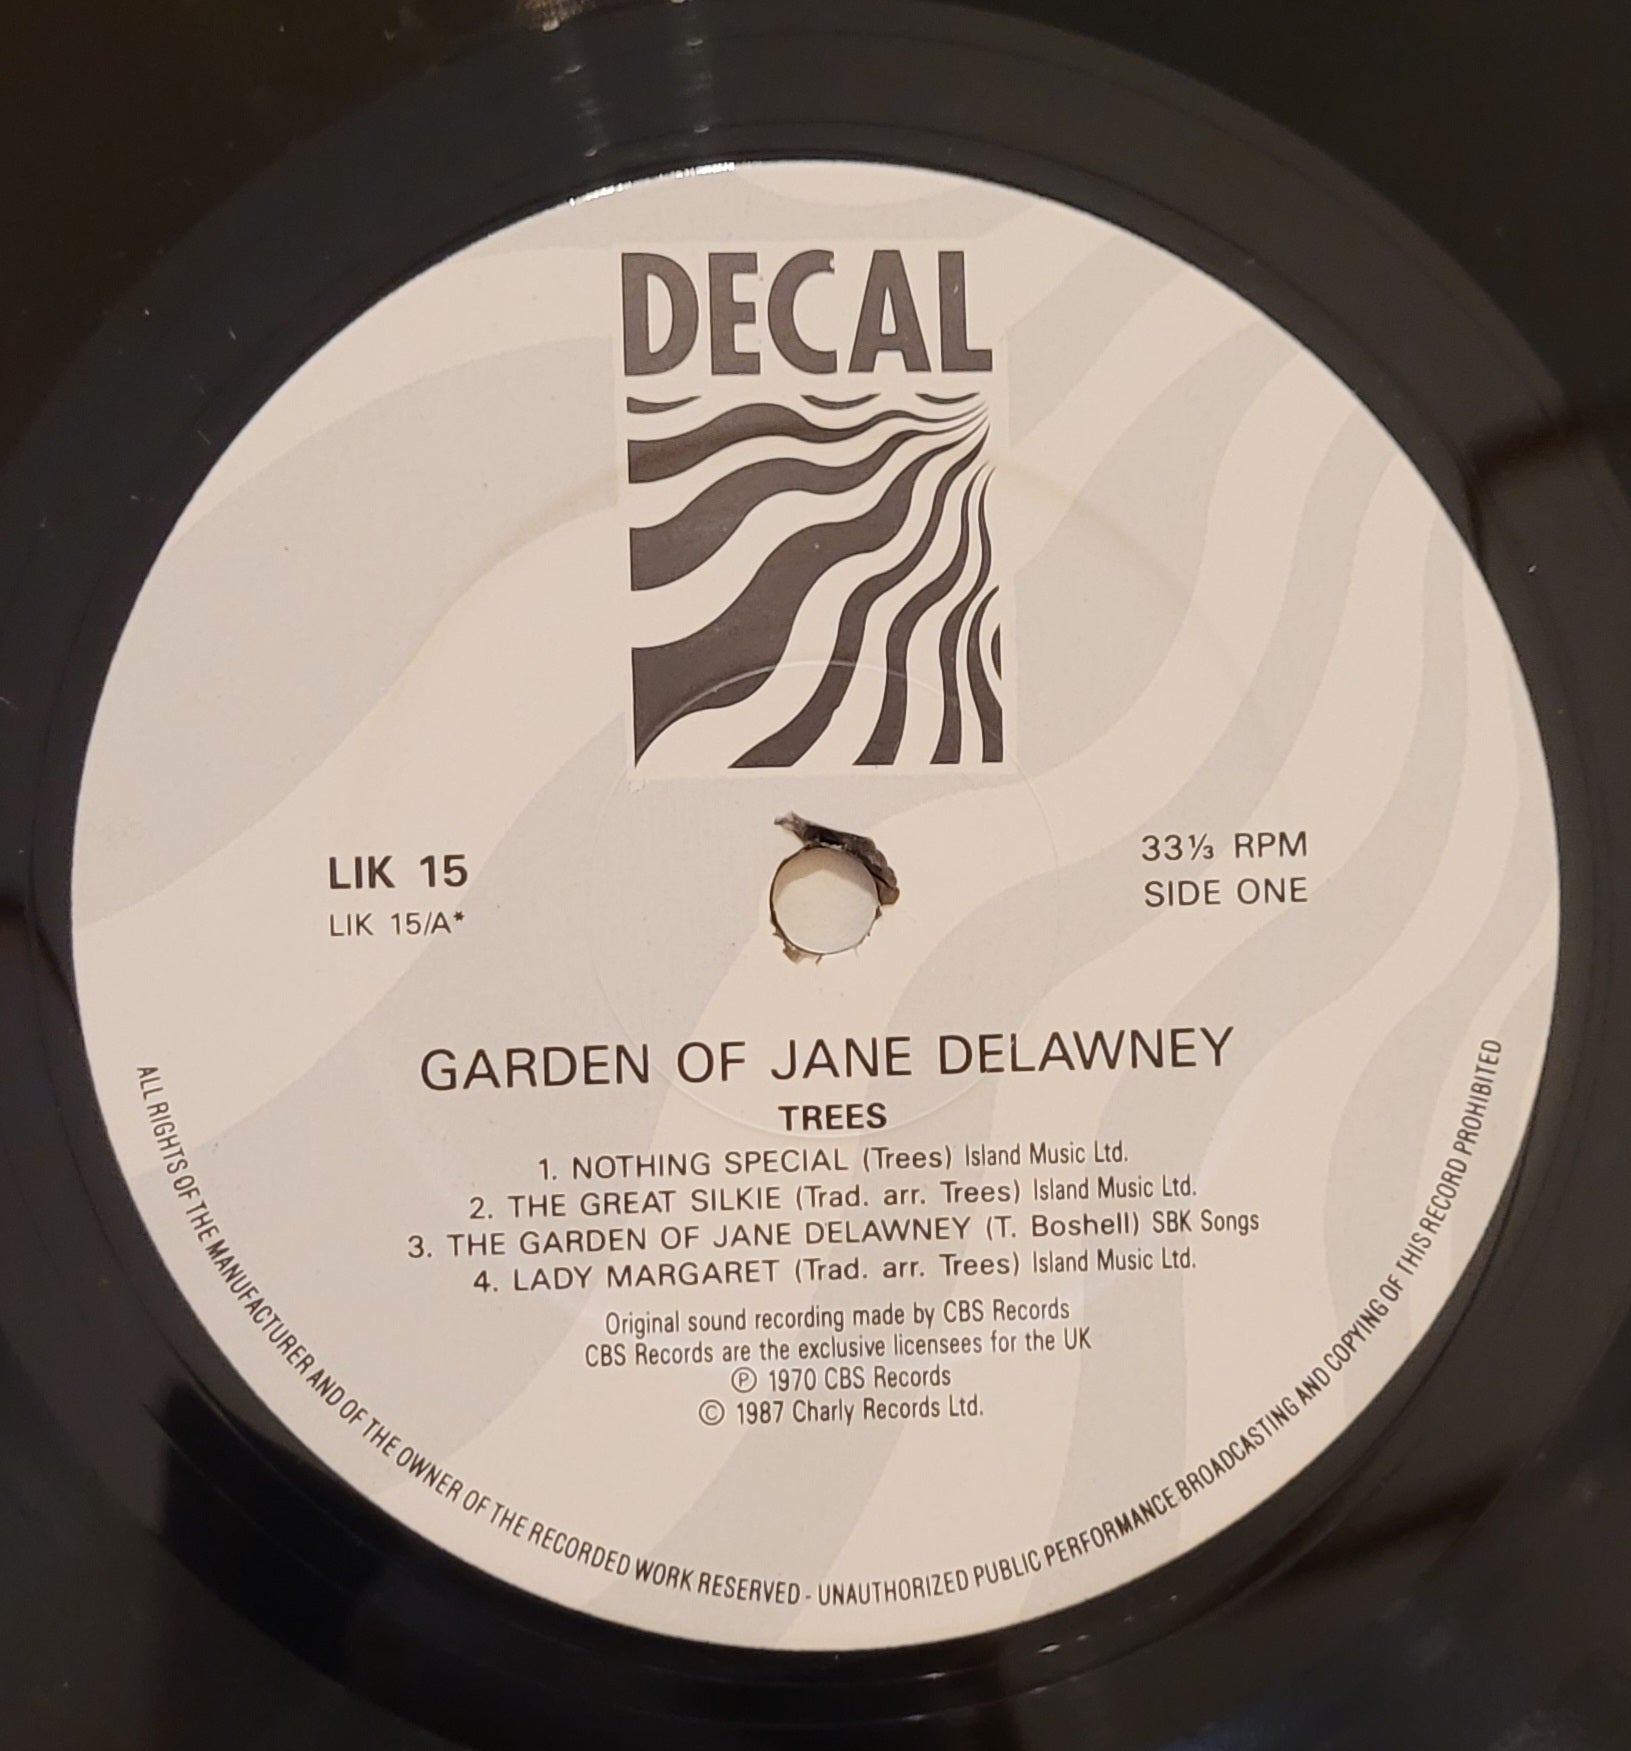 DECAL
LIK 15
LIK 15/A*
33⅓ RPM
SIDE ONE
GARDEN OF JANE DELAWNEY
TREES
1. NOTHING SPECIAL (Trees) Island Music Ltd.
2. THE GREAT SILKIE (Trad. arr. Trees) Island Music Ltd.
3. THE GARDEN OF JANE DELAWNEY (T. Boshell) SBK Songs
4. LADY MARGARET (Trad. arr. Trees) Island Music Ltd.
Original sound recording made by CBS Records
CBS Records are the exclusive licensees for the UK
Ⓟ 1970 CBS Records
© 1987 Charly Records Ltd.
ALL RIGHTS OF THE MANUFACTURER AND OF THE OWNER OF THE RECORDED WORK RESERVED - UNAUTHORIZED PUBLIC PERFORMANCE BROADCASTING AND COPYING OF THIS RECORD PROHIBITED